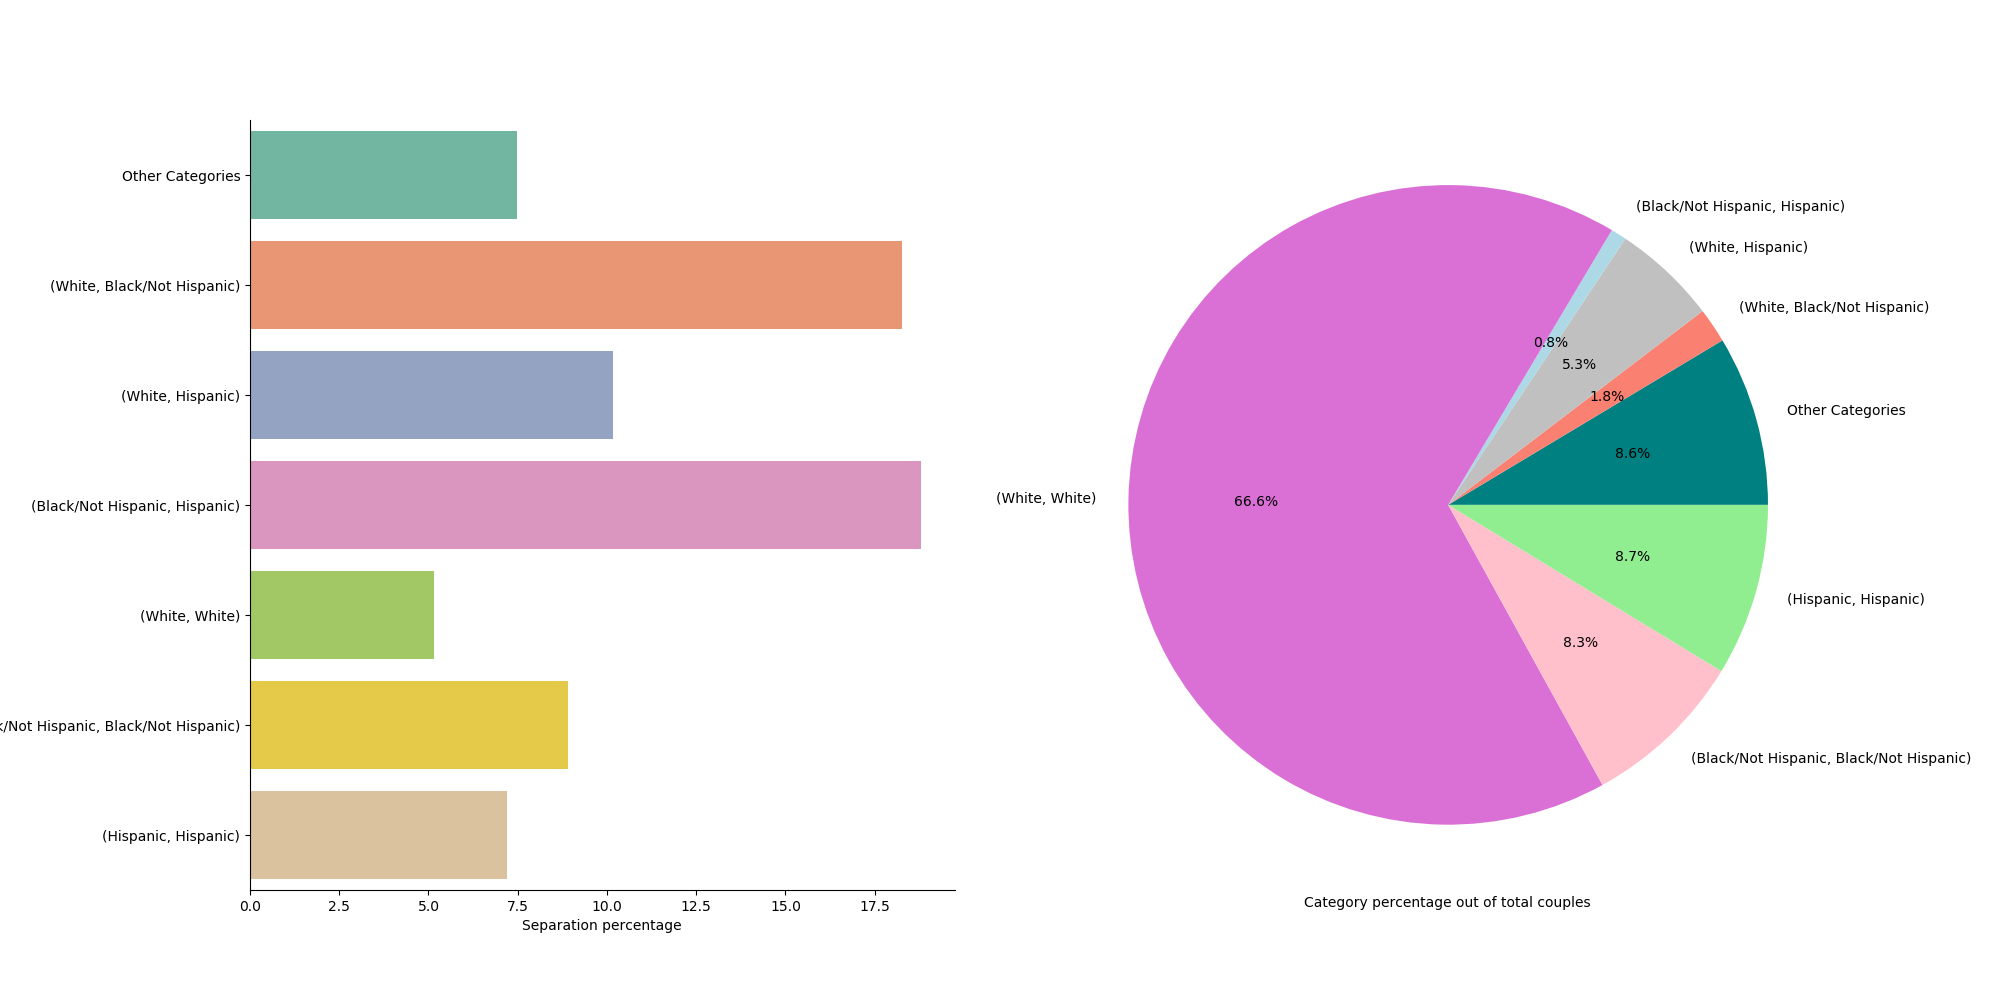 Other Categories
(White, Black/Not Hispanic)
(White, Hispanic)
(Black/Not Hispanic, Hispanic)
(White, White)
/Not Hispanic, Black/Not Hispanic)
(Hispanic, Hispanic)
0.0 2.5 5.0 7.5 10.0 12.5 15.0 17.5
Separation percentage
(Black/Not Hispanic, Hispanic)
(White, Hispanic)
(White, Black/Not Hispanic)
0.8%
5.3%
1.8%
Other Categories
8.6%
(White, White)
66.6%
8.7%
(Hispanic, Hispanic)
8.3%
(Black/Not Hispanic, Black/Not Hispanic)
Category percentage out of total couples